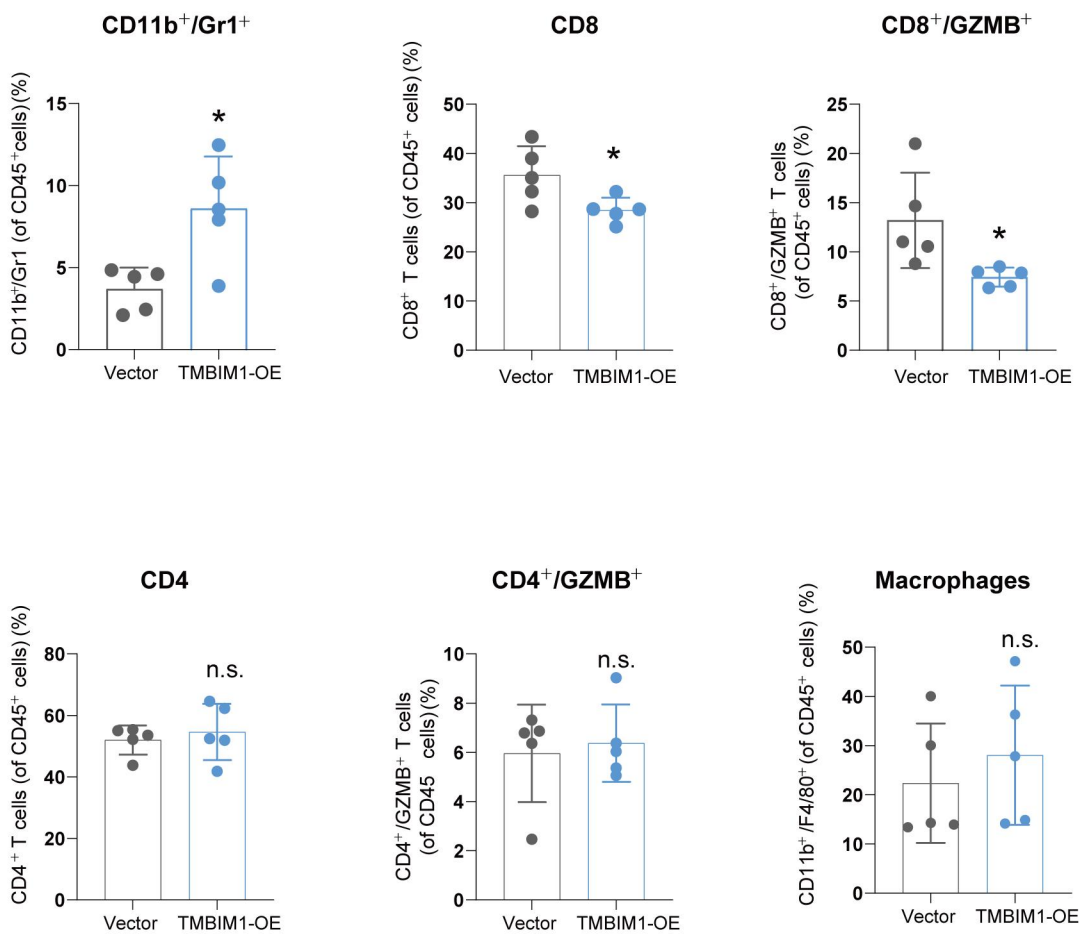 CD11b⁺/Gr1⁺
CD11b⁺/Gr1 (of CD45⁺cells)(%)
15
10
5
0
*
Vector
TMBIM1-OE
CD8
CD8⁺ T cells (of CD45⁺ cells) (%)
50
40
30
20
10
0
*
Vector
TMBIM1-OE
CD8⁺/GZMB⁺
CD8⁺/GZMB⁺ T cells
(of CD45⁺ cells) (%)
25
20
15
10
5
0
*
Vector
TMBIM1-OE
CD4
CD4⁺ T cells (of CD45⁺ cells) (%)
80
60
40
20
0
n.s.
Vector
TMBIM1-OE
CD4⁺/GZMB⁺
CD4⁺/GZMB⁺ T cells
(of CD45 cells) (%)
10
8
6
4
2
0
n.s.
Vector
TMBIM1-OE
Macrophages
CD11b⁺/F4/80⁺ (of CD45⁺ cells) (%)
50
40
30
20
10
0
n.s.
Vector
TMBIM1-OE